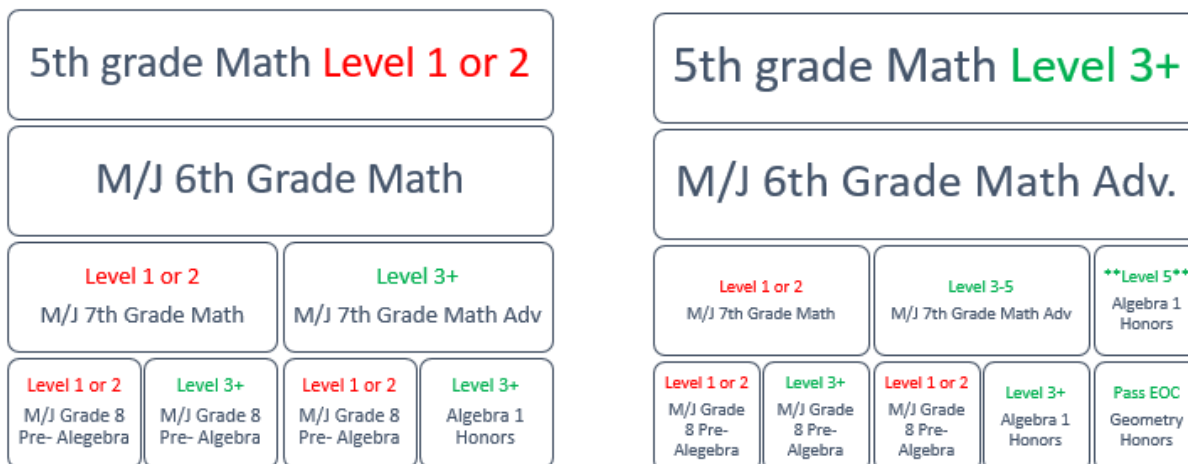 5th grade Math Level 1 or 2
M/J 6th Grade Math
Level 1 or 2
M/J 7th Grade Math
Level 3+
M/J 7th Grade Math Adv
Level 1 or 2
M/J Grade 8
Pre- Alegebra
Level 3+
M/J Grade 8
Pre- Algebra
Level 1 or 2
M/J Grade 8
Pre- Algebra
Level 3+
Algebra 1
Honors
5th grade Math Level 3+
M/J 6th Grade Math Adv.
Level 1 or 2
M/J 7th Grade Math
Level 3-5
M/J 7th Grade Math Adv
**Level 5**
Algebra 1
Honors
Level 1 or 2
M/J Grade
8 Pre-
Alegebra
Level 3+
M/J Grade
8 Pre-
Algebra
Level 1 or 2
M/J Grade
8 Pre-
Algebra
Level 3+
Algebra 1
Honors
Pass EOC
Geometry
Honors